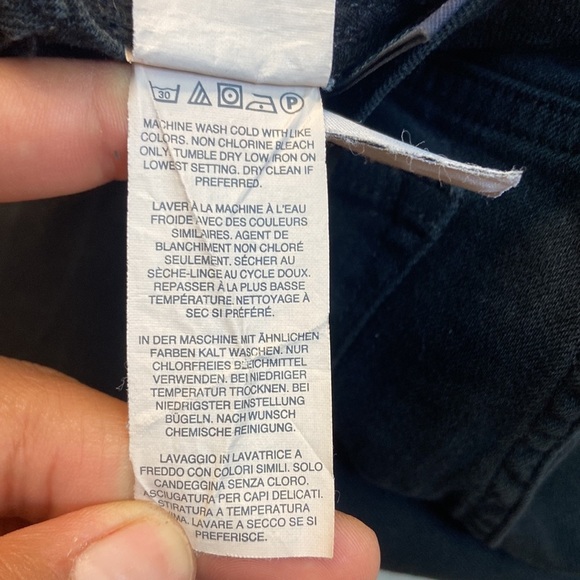 30 P
MACHINE WASH COLD WITH LIKE
COLORS. NON CHLORINE BLEACH
ONLY. TUMBLE DRY LOW. IRON ON
LOWEST SETTING. DRY CLEAN IF
PREFERRED.
LAVER À LA MACHINE À L'EAU
FROIDE AVEC DES COULEURS
SIMILAIRES. AGENT DE
BLANCHIMENT NON CHLORÉ
SEULEMENT. SÉCHER AU
SÈCHE-LINGE AU CYCLE DOUX.
REPASSER À LA PLUS BASSE
TEMPÉRATURE. NETTOYAGE À
SEC SI PRÉFÉRÉ.
IN DER MASCHINE MIT ÄHNLICHEN
FARBEN KALT WASCHEN. NUR
CHLORFREIES BLEICHMITTEL
VERWENDEN. BEI NIEDRIGER
TEMPERATUR TROCKNEN. BEI
NIEDRIGSTER EINSTELLUNG
BÜGELN. NACH WUNSCH
CHEMISCHE REINIGUNG.
LAVAGGIO IN LAVATRICE A
FREDDO CON COLORI SIMILI. SOLO
CANDEGGINA SENZA CLORO.
ASCIUGATURA PER CAPI DELICATI.
STIRATURA A TEMPERATURA
LAVARE A SECCO SE SI
PREFERISCE.